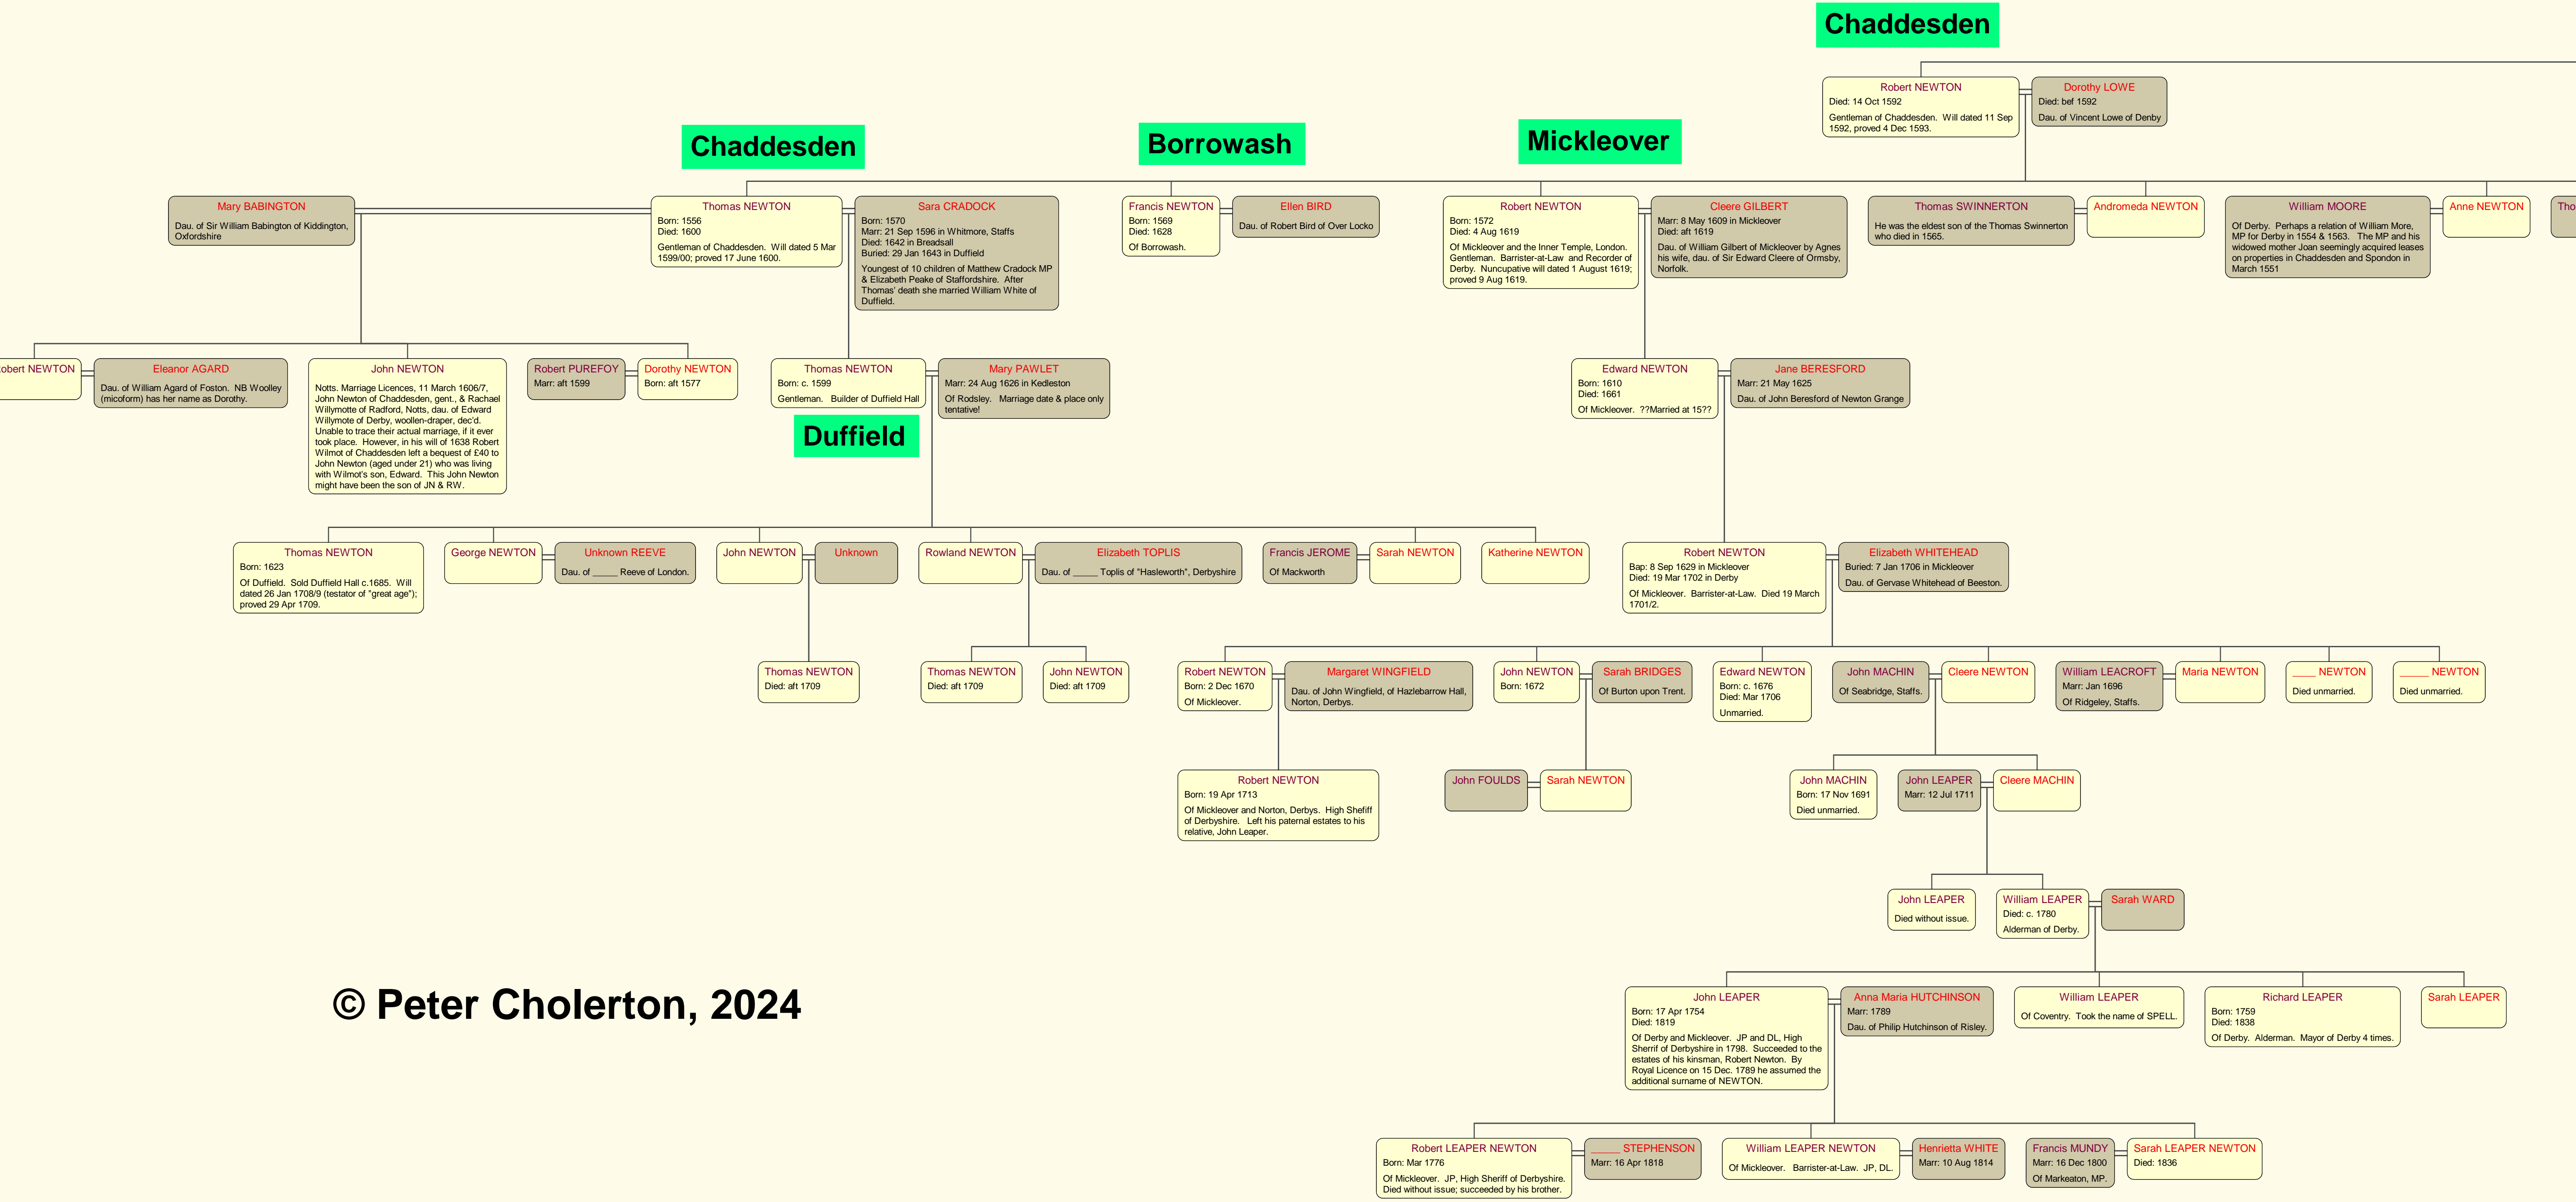 Chaddesden
Robert NEWTON
Died: 14 Oct 1592
Gentleman of Chaddesden. Will dated 11 Sep
1592, proved 4 Dec 1593.
Dorothy LOWE
Died: bef 1592
Dau. of Vincent Lowe of Denby
Chaddesden
Borrowash
Mickleover
Mary BABINGTON
Dau. of Sir William Babington of Kiddington,
Oxfordshire
Thomas NEWTON
Born: 1556
Died: 1600
Gentleman of Chaddesden. Will dated 5 Mar
1599/00; proved 17 June 1600.
Sara CRADOCK
Born: 1570
Marr: 21 Sep 1596 in Whitmore, Staffs
Died: 1642 in Breadsall
Buried: 29 Jan 1643 in Duffield
Youngest of 10 children of Matthew Cradock MP
& Elizabeth Peake of Staffordshire. After
Thomas' death she married William White of
Duffield.
Francis NEWTON
Born: 1569
Died: 1628
Of Borrowash.
Ellen BIRD
Dau. of Robert Bird of Over Locko
Robert NEWTON
Born: 1572
Died: 4 Aug 1619
Of Mickleover and the Inner Temple, London.
Gentleman. Barrister-at-Law and Recorder of
Derby. Nuncupative will dated 1 August 1619;
proved 9 Aug 1619.
Cleere GILBERT
Marr: 8 May 1609 in Mickleover
Died: aft 1619
Dau. of William Gilbert of Mickleover by Agnes
his wife, dau. of Sir Edward Cleere of Ormsby,
Norfolk.
Thomas SWINNERTON
He was the eldest son of the Thomas Swinnerton
who died in 1565.
Andromeda NEWTON
William MOORE
Of Derby. Perhaps a relation of William More,
MP for Derby in 1554 & 1563. The MP and his
widowed mother Joan seemingly acquired leases
on properties in Chaddesden and Spondon in
March 1551
Anne NEWTON
Tho
obert NEWTON
Eleanor AGARD
Dau. of William Agard of Foston. NB Woolley
(micoform) has her name as Dorothy.
John NEWTON
Notts. Marriage Licences, 11 March 1606/7,
John Newton of Chaddesden, gent., & Rachael
Willymotte of Radford, Notts, dau. of Edward
Willymote of Derby, woollen-draper, dec'd.
Unable to trace their actual marriage, if it ever
took place. However, in his will of 1638 Robert
Wilmot of Chaddesden left a bequest of £40 to
John Newton (aged under 21) who was living
with Wilmot's son, Edward. This John Newton
might have been the son of JN & RW.
Robert PUREFOY
Marr: aft 1599
Dorothy NEWTON
Born: aft 1577
Thomas NEWTON
Born: c. 1599
Gentleman. Builder of Duffield Hall
Mary PAWLET
Marr: 24 Aug 1626 in Kedleston
Of Rodsley. Marriage date & place only
tentative!
Edward NEWTON
Born: 1610
Died: 1661
Of Mickleover. ??Married at 15??
Jane BERESFORD
Marr: 21 May 1625
Dau. of John Beresford of Newton Grange
Duffield
Thomas NEWTON
Born: 1623
Of Duffield. Sold Duffield Hall c.1685. Will
dated 26 Jan 1708/9 (testator of "great age");
proved 29 Apr 1709.
George NEWTON
Unknown REEVE
Dau. of _____ Reeve of London.
John NEWTON
Unknown
Rowland NEWTON
Elizabeth TOPLIS
Dau. of _____ Toplis of "Hasleworth", Derbyshire
Francis JEROME
Of Mackworth
Sarah NEWTON
Katherine NEWTON
Robert NEWTON
Bap: 8 Sep 1629 in Mickleover
Died: 19 Mar 1702 in Derby
Of Mickleover. Barrister-at-Law. Died 19 March
1701/2.
Elizabeth WHITEHEAD
Buried: 7 Jan 1706 in Mickleover
Dau. of Gervase Whitehead of Beeston.
Thomas NEWTON
Died: aft 1709
Thomas NEWTON
Died: aft 1709
John NEWTON
Died: aft 1709
Robert NEWTON
Born: 2 Dec 1670
Of Mickleover.
Margaret WINGFIELD
Dau. of John Wingfield, of Hazlebarrow Hall,
Norton, Derbys.
John NEWTON
Born: 1672
Sarah BRIDGES
Of Burton upon Trent.
Edward NEWTON
Born: c. 1676
Died: Mar 1706
Unmarried.
John MACHIN
Of Seabridge, Staffs.
Cleere NEWTON
William LEACROFT
Marr: Jan 1696
Of Ridgeley, Staffs.
Maria NEWTON
____ NEWTON
Died unmarried.
_____ NEWTON
Died unmarried.
Robert NEWTON
Born: 19 Apr 1713
Of Mickleover and Norton, Derbys. High Shefiff
of Derbyshire. Left his paternal estates to his
relative, John Leaper.
John FOULDS
Sarah NEWTON
John MACHIN
Born: 17 Nov 1691
Died unmarried.
John LEAPER
Marr: 12 Jul 1711
Cleere MACHIN
John LEAPER
Died without issue.
William LEAPER
Died: c. 1780
Alderman of Derby.
Sarah WARD
© Peter Cholerton, 2024
John LEAPER
Born: 17 Apr 1754
Died: 1819
Of Derby and Mickleover. JP and DL, High
Sherrif of Derbyshire in 1798. Succeeded to the
estates of his kinsman, Robert Newton. By
Royal Licence on 15 Dec. 1789 he assumed the
additional surname of NEWTON.
Anna Maria HUTCHINSON
Marr: 1789
Dau. of Philip Hutchinson of Risley.
William LEAPER
Of Coventry. Took the name of SPELL.
Richard LEAPER
Born: 1759
Died: 1838
Of Derby. Alderman. Mayor of Derby 4 times.
Sarah LEAPER
Robert LEAPER NEWTON
Born: Mar 1776
Of Mickleover. JP, High Sheriff of Derbyshire.
Died without issue; succeeded by his brother.
_____ STEPHENSON
Marr: 16 Apr 1818
William LEAPER NEWTON
Of Mickleover. Barrister-at-Law. JP, DL.
Henrietta WHITE
Marr: 10 Aug 1814
Francis MUNDY
Marr: 16 Dec 1800
Of Markeaton, MP.
Sarah LEAPER NEWTON
Died: 1836